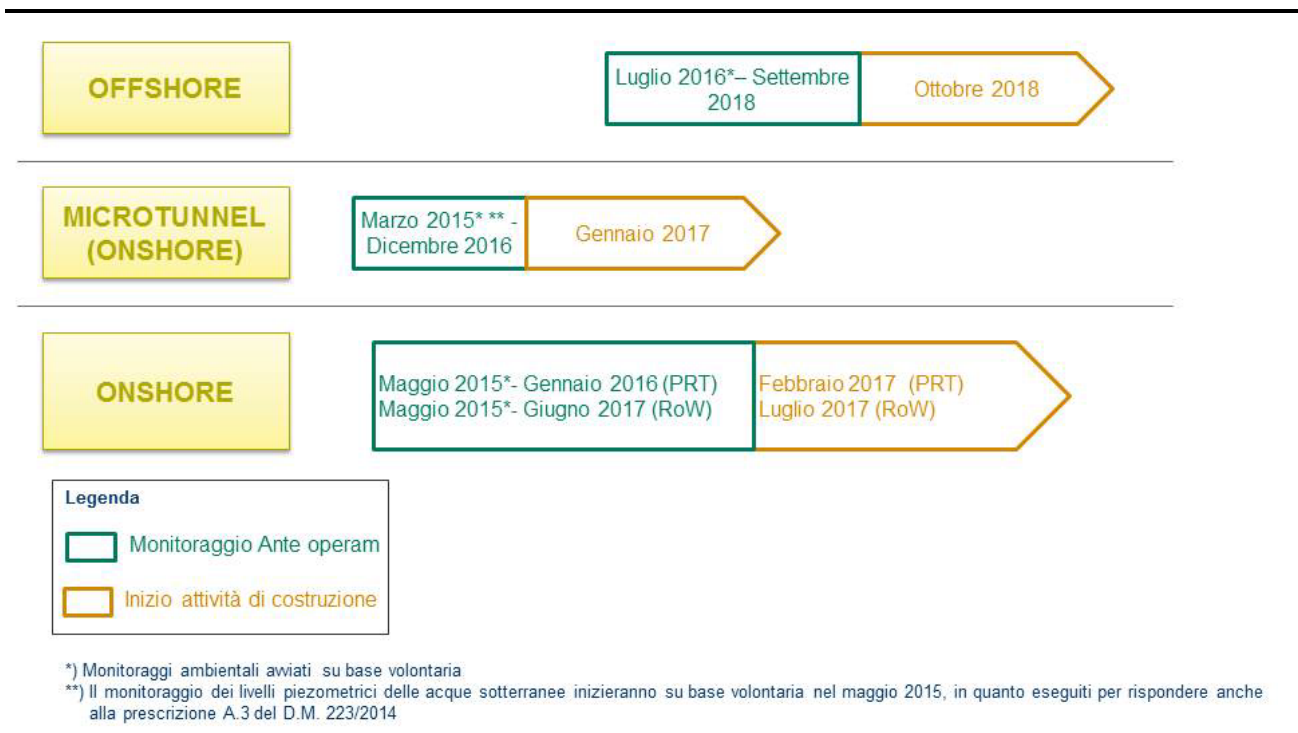 OFFSHORE
Luglio 2016*– Settembre
2018
Ottobre 2018
MICROTUNNEL
(ONSHORE)
Marzo 2015* ** -
Dicembre 2016
Gennaio 2017
ONSHORE
Maggio 2015*- Gennaio 2016 (PRT)
Maggio 2015*- Giugno 2017 (RoW)
Febbraio 2017 (PRT)
Luglio 2017 (RoW)
Legenda
Monitoraggio Ante operam
Inizio attività di costruzione
*) Monitoraggi ambientali avviati su base volontaria
**) Il monitoraggio dei livelli piezometrici delle acque sotterranee inizieranno su base volontaria nel maggio 2015, in quanto eseguiti per rispondere anche
alla prescrizione A.3 del D.M. 223/2014